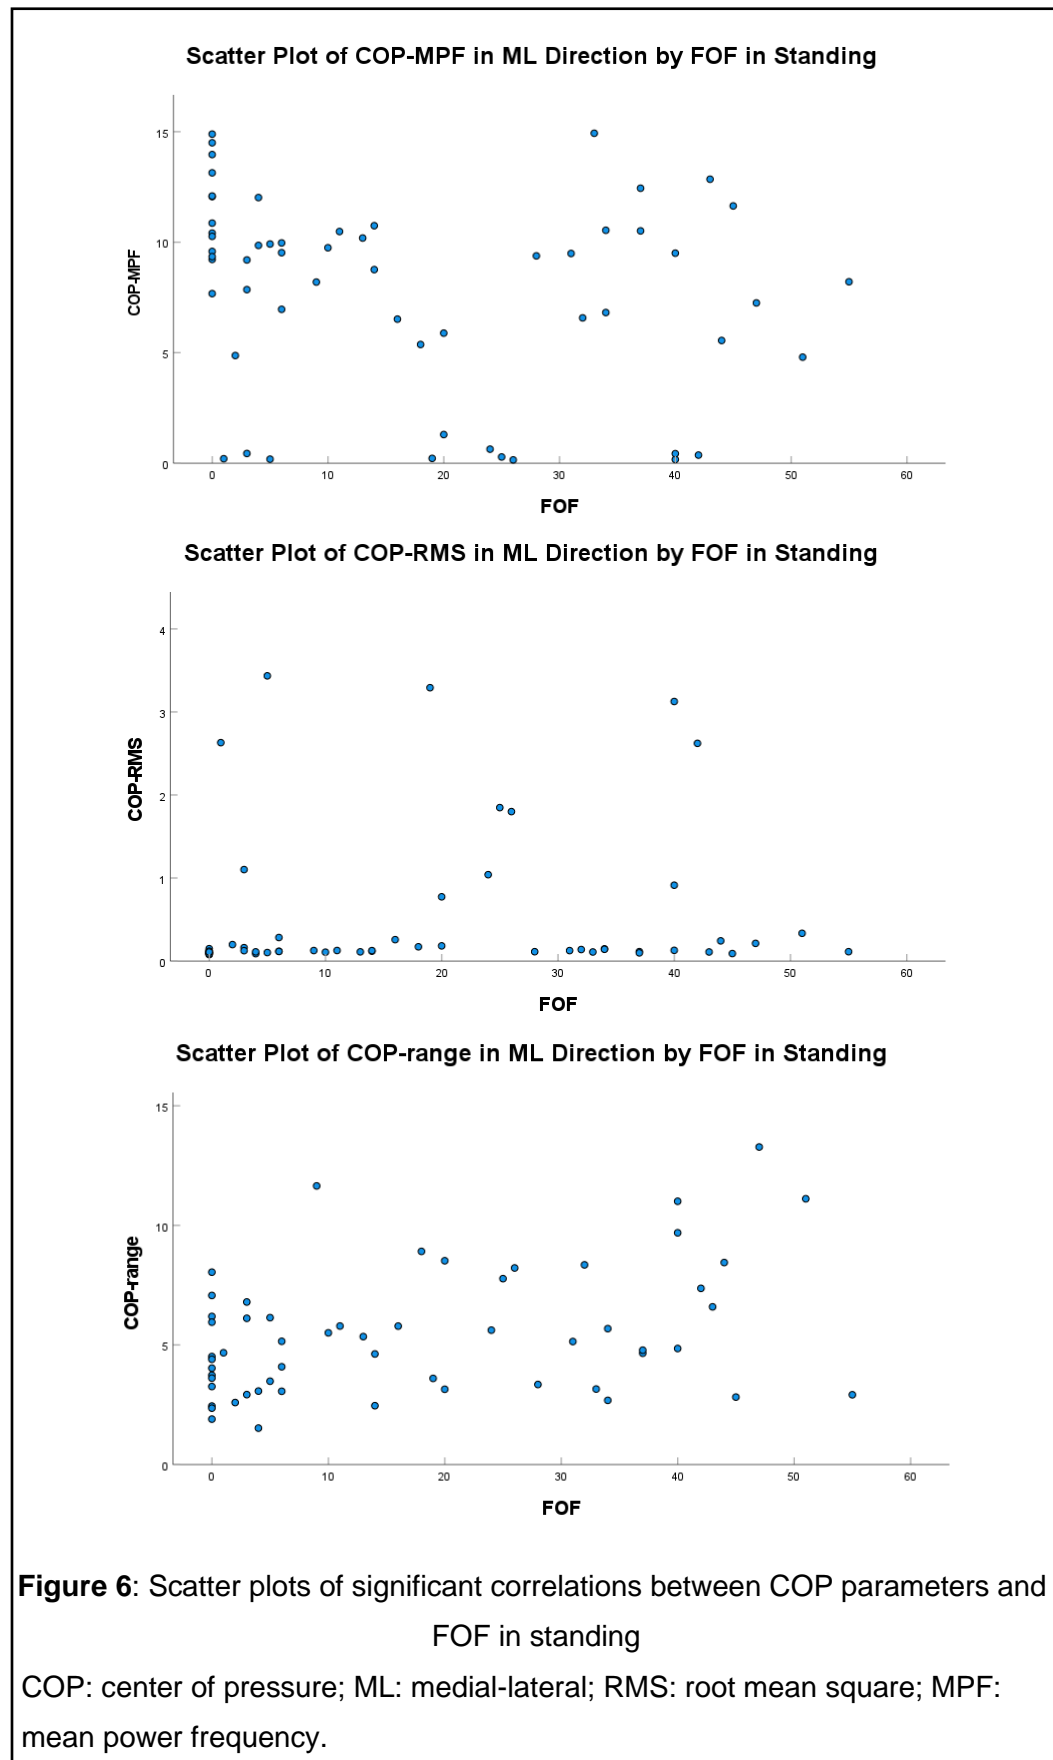 Scatter Plot of COP-MPF in ML Direction by FOF in Standing
15
10
5
0
COP-MPF
0 10 20 30 40 50 60
FOF
Scatter Plot of COP-RMS in ML Direction by FOF in Standing
4
3
2
1
0
COP-RMS
0 10 20 30 40 50 60
FOF
Scatter Plot of COP-range in ML Direction by FOF in Standing
15
10
5
0
COP-range
0 10 20 30 40 50 60
FOF
Figure 6: Scatter plots of significant correlations between COP parameters and
FOF in standing
COP: center of pressure; ML: medial-lateral; RMS: root mean square; MPF:
mean power frequency.